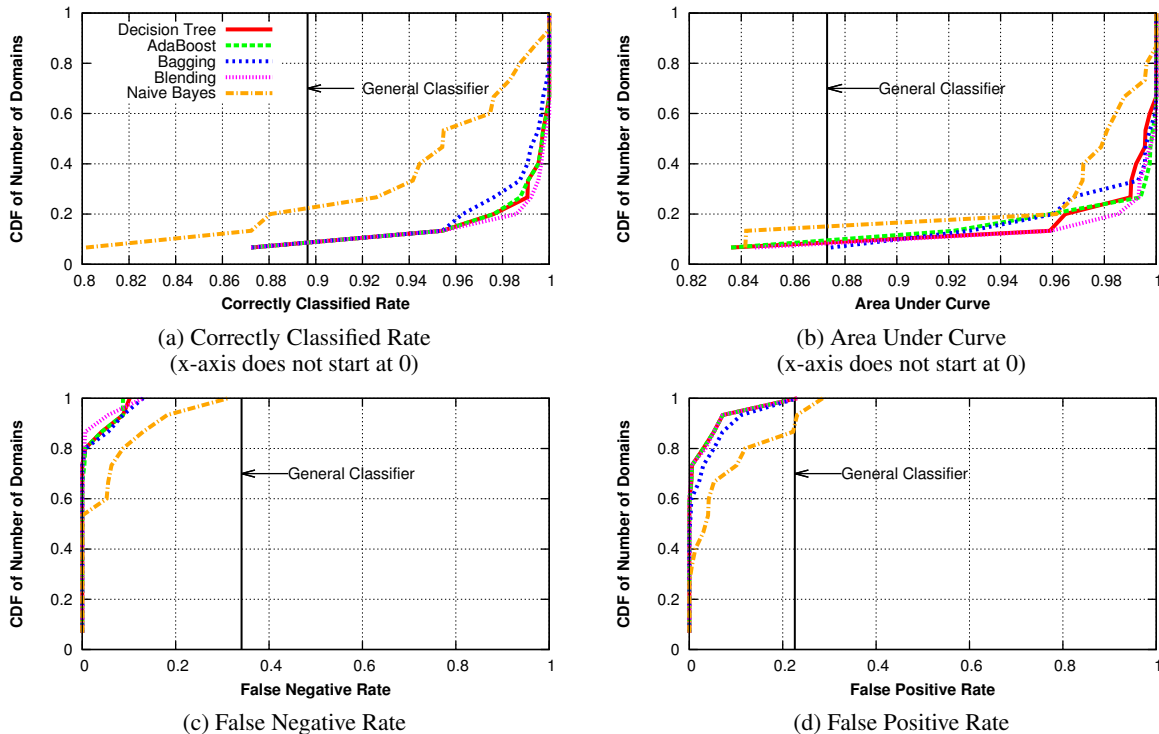 1
0.8
0.6
0.4
0.2
0
CDF of Number of Domains
Decision Tree
AdaBoost
Bagging
Blending
Naive Bayes
General Classifier
0.8 0.82 0.84 0.86 0.88 0.9 0.92 0.94 0.96 0.98 1
Correctly Classified Rate
(a) Correctly Classified Rate
(x-axis does not start at 0)
1
0.8
0.6
0.4
0.2
0
CDF of Number of Domains
General Classifier
0.82 0.84 0.86 0.88 0.9 0.92 0.94 0.96 0.98 1
Area Under Curve
(b) Area Under Curve
(x-axis does not start at 0)
1
0.8
0.6
0.4
0.2
0
CDF of Number of Domains
General Classifier
0 0.2 0.4 0.6 0.8 1
False Negative Rate
(c) False Negative Rate
1
0.8
0.6
0.4
0.2
0
CDF of Number of Domains
General Classifier
0 0.2 0.4 0.6 0.8 1
False Positive Rate
(d) False Positive Rate